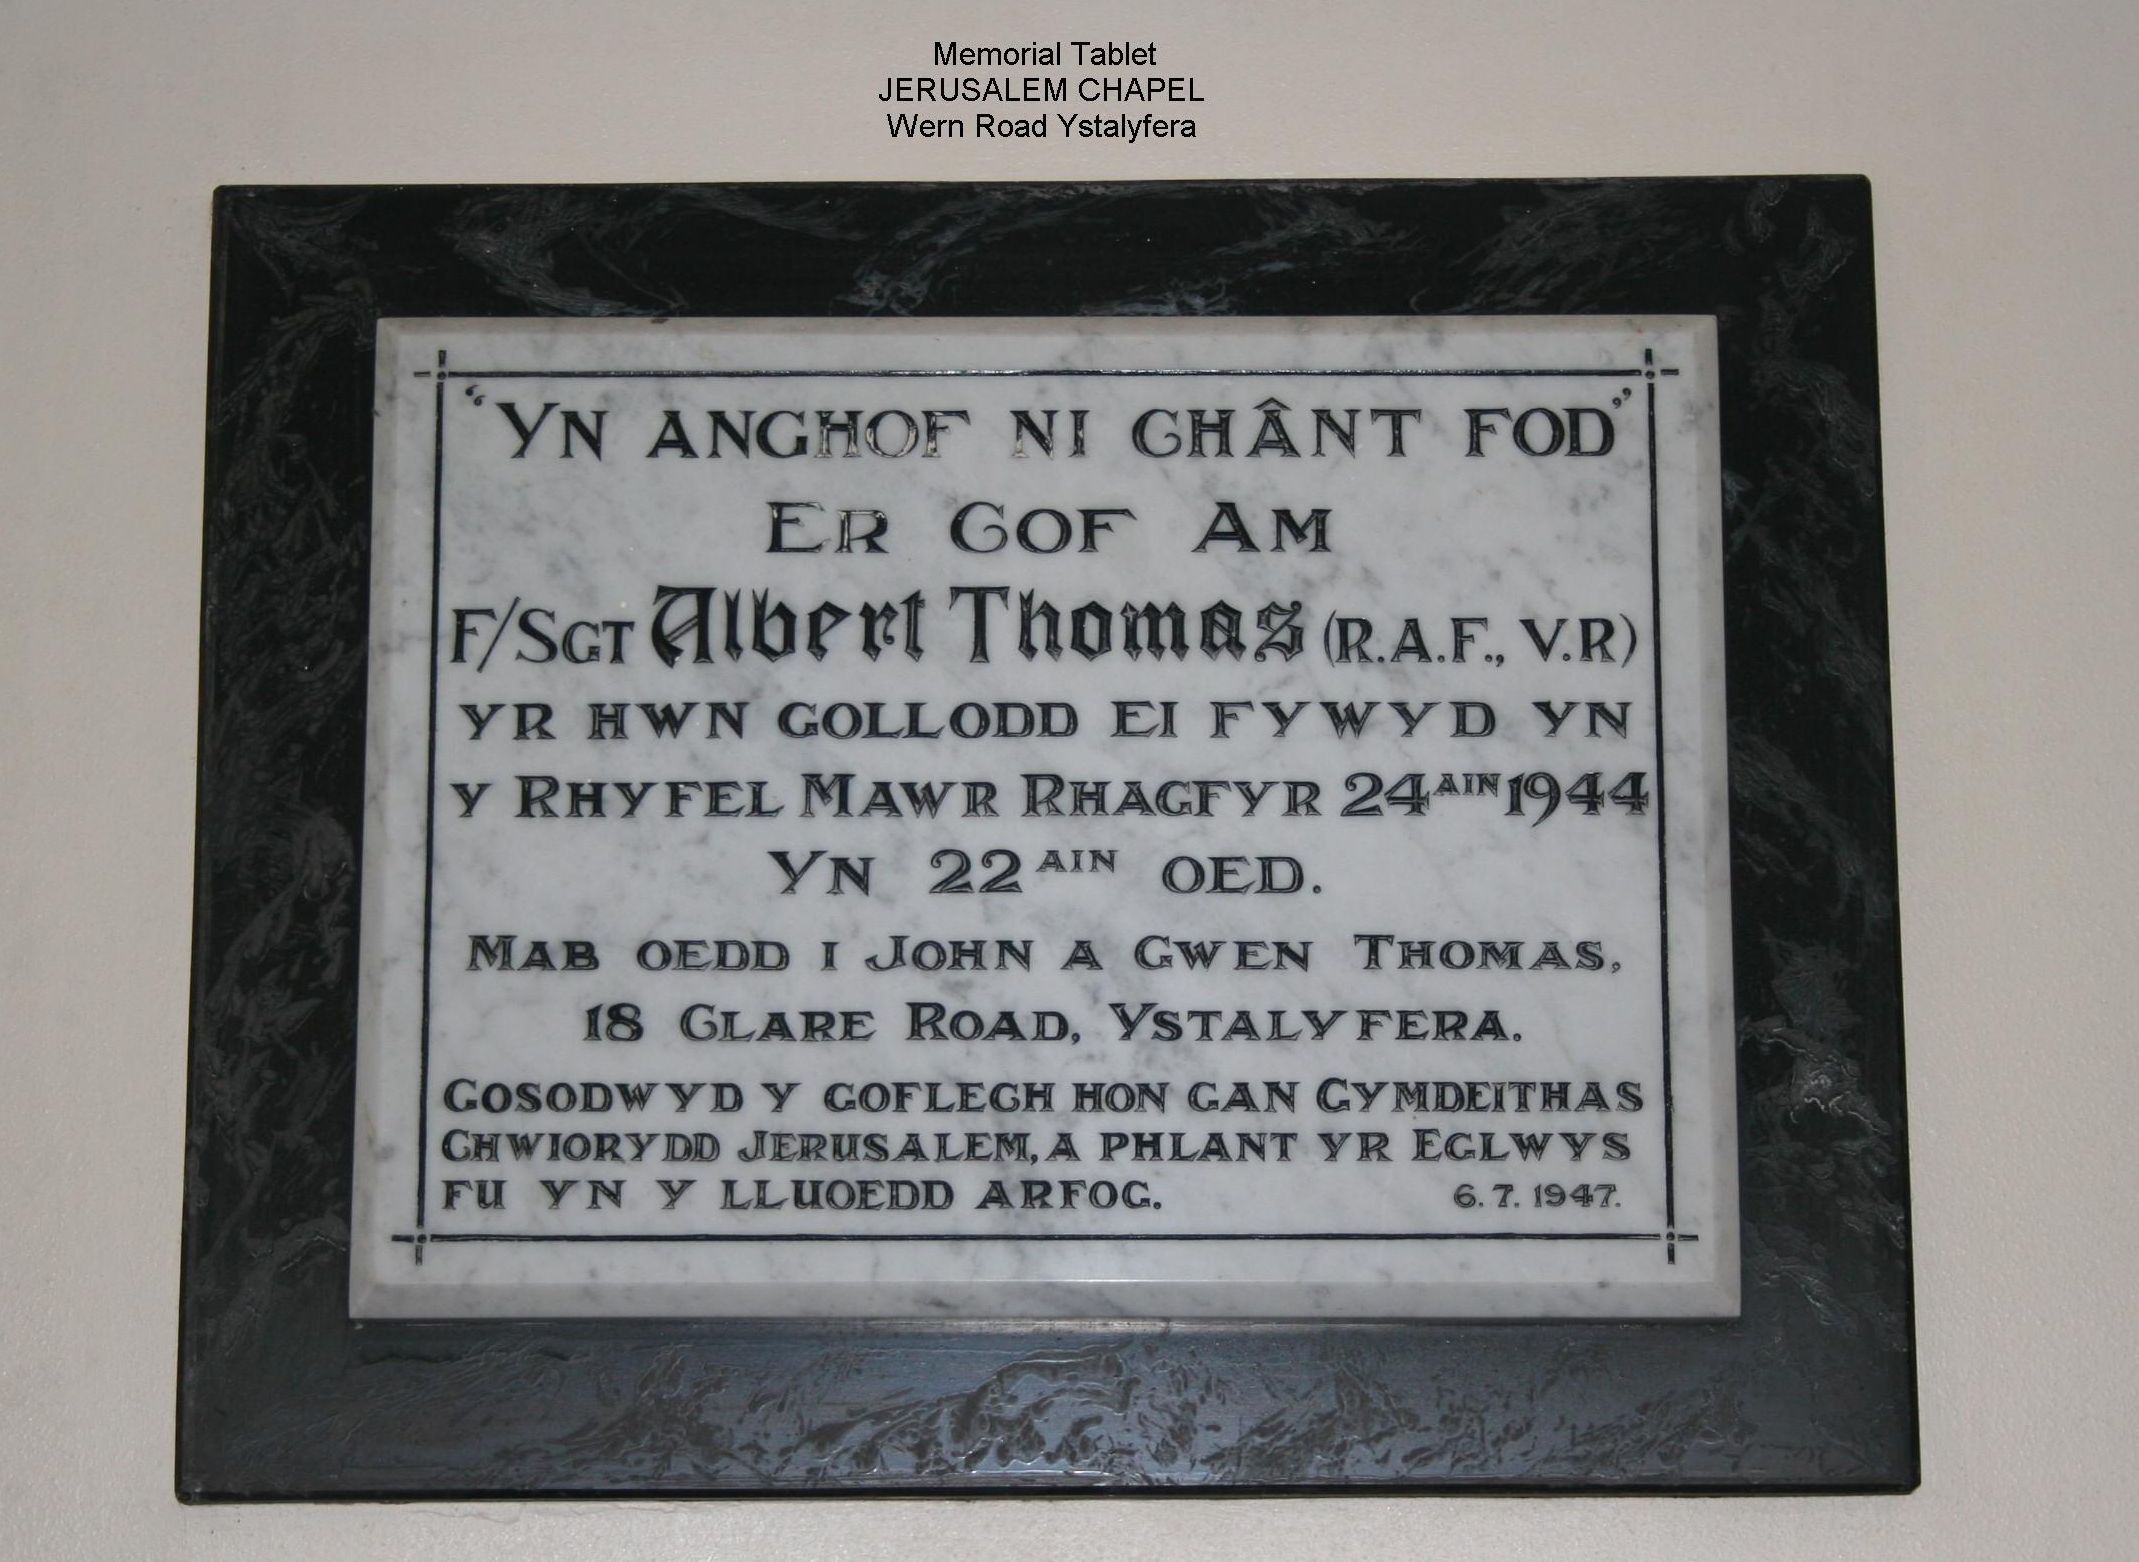 Memorial Tablet
JERUSALEM CHAPEL
Wern Road Ystalyfera
"YN ANGHOF NI CHÂNT FOD"
ER COF AM
F/SGT Albert Thomas (R.A.F., V.R)
YR HWN GOLLODD EI FYWYD YN
Y RHYFEL MAWR RHAGFYR 24AIN 1944
YN 22AIN OED.
MAB OEDD I JOHN A GWEN THOMAS,
18 CLARE ROAD, YSTALYFERA.
GOSODWYD Y GOFLECH HON GAN GYMDEITHAS
CHWIORYDD JERUSALEM, A PHLANT YR EGLWYS
FU YN Y LLUOEDD ARFOG. 6. 7. 1947.